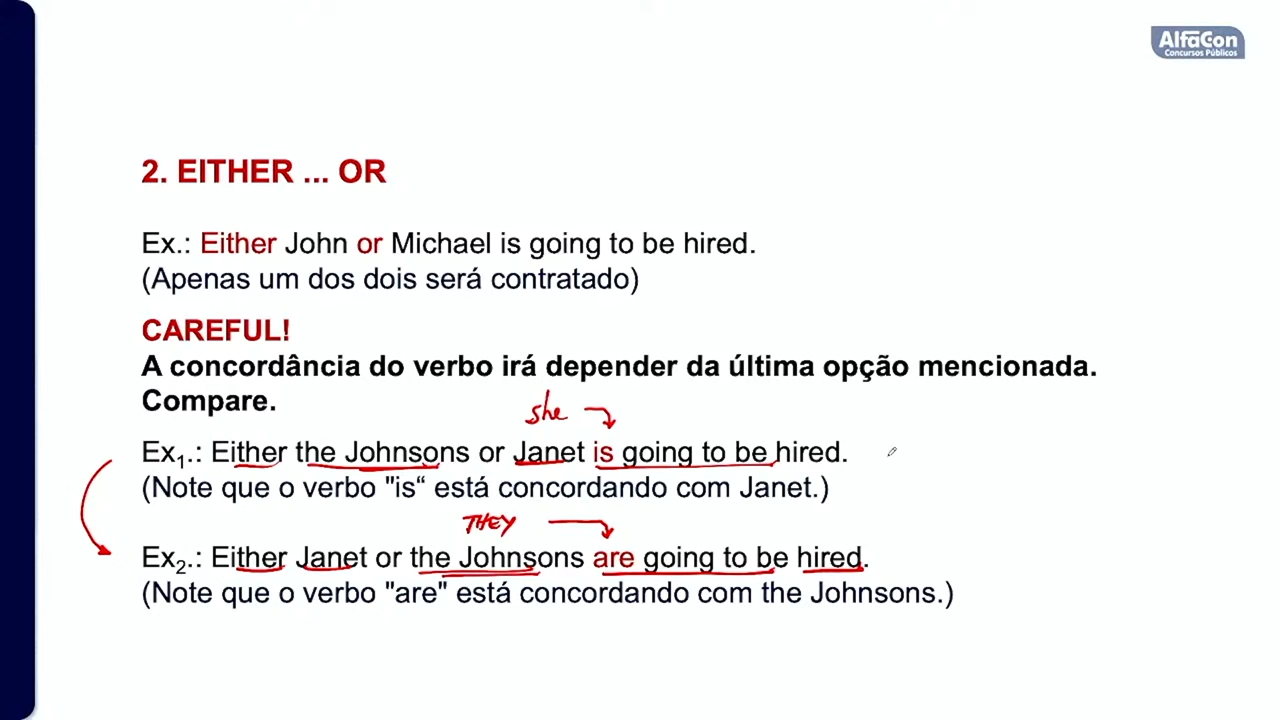 AlfaCon
Concursos Públicos
2. EITHER ... OR
Ex.: Either John or Michael is going to be hired.
(Apenas um dos dois será contratado)
CAREFUL!
A concordância do verbo irá depender da última opção mencionada.
Compare.
she
Ex1.: Either the Johnsons or Janet is going to be hired.
(Note que o verbo "is“ está concordando com Janet.)
THEY
Ex2.: Either Janet or the Johnsons are going to be hired.
(Note que o verbo "are" está concordando com the Johnsons.)